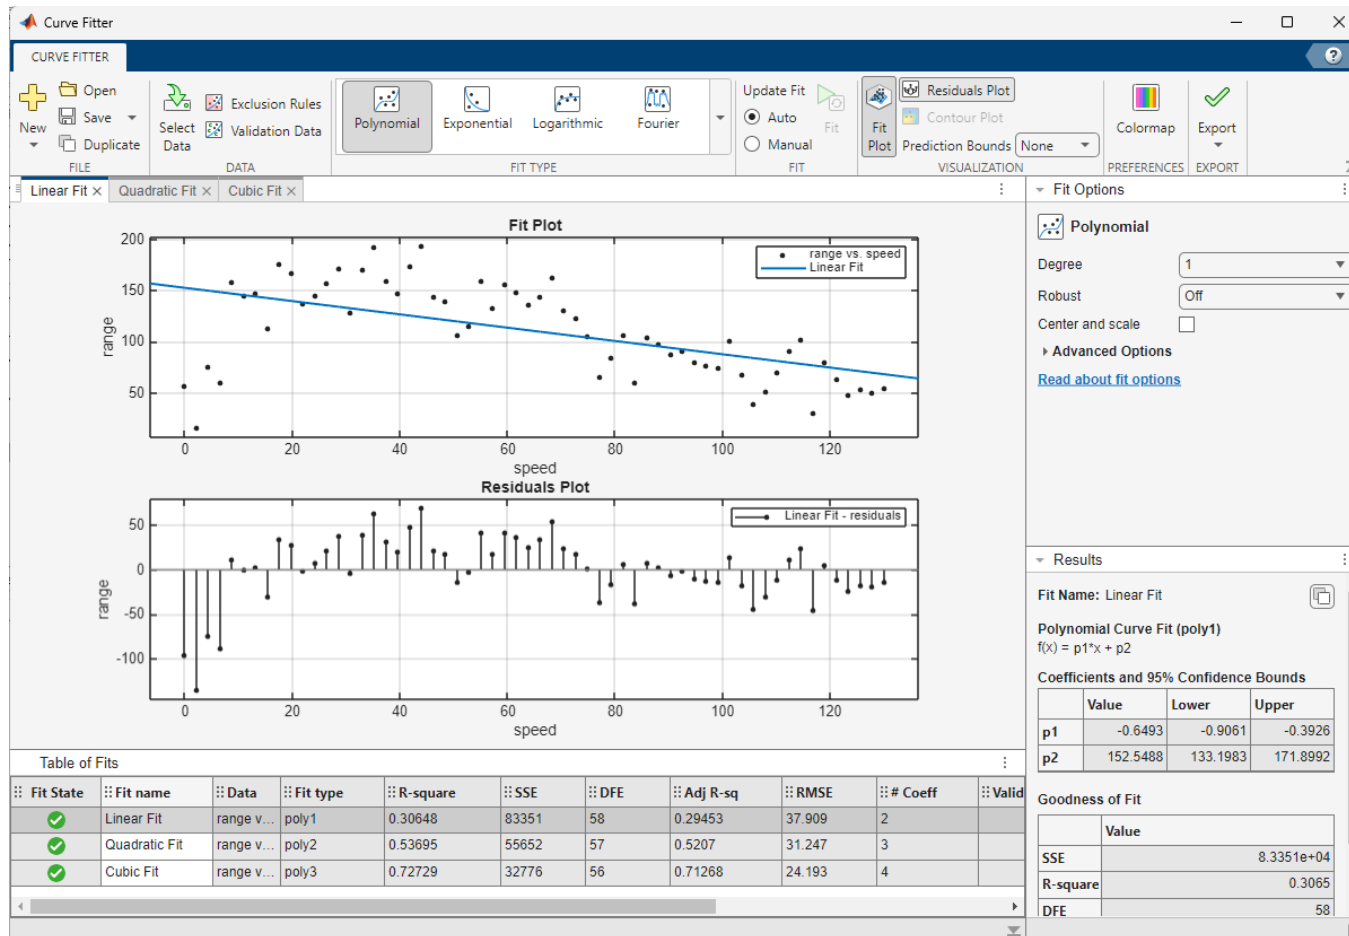 Curve Fitter
CURVE FITTER
?
New
Open
Save
Duplicate
FILE
Select Data
Exclusion Rules
Validation Data
DATA
Polynomial
Exponential
Logarithmic
Fourier
FIT TYPE
Update Fit
Auto
Manual
Fit
FIT
Fit Plot
Residuals Plot
Contour Plot
Prediction Bounds None
VISUALIZATION
Colormap
PREFERENCES
Export
EXPORT
Linear Fit
Quadratic Fit
Cubic Fit
Fit Plot
range vs. speed
Linear Fit
200
150
100
50
range
0 20 40 60 80 100 120
speed
Residuals Plot
Linear Fit - residuals
50
0
-50
-100
range
0 20 40 60 80 100 120
speed
Table of Fits
Fit State Fit name Data Fit type R-square SSE DFE Adj R-sq RMSE # Coeff Valid
Linear Fit range v... poly1 0.30648 83351 58 0.29453 37.909 2
Quadratic Fit range v... poly2 0.53695 55652 57 0.5207 31.247 3
Cubic Fit range v... poly3 0.72729 32776 56 0.71268 24.193 4
Fit Options
Polynomial
Degree 1
Robust Off
Center and scale
Advanced Options
Read about fit options
Results
Fit Name: Linear Fit
Polynomial Curve Fit (poly1)
f(x) = p1*x + p2
Coefficients and 95% Confidence Bounds
Value Lower Upper
p1 -0.6493 -0.9061 -0.3926
p2 152.5488 133.1983 171.8992
Goodness of Fit
Value
SSE 8.3351e+04
R-square 0.3065
DFE 58